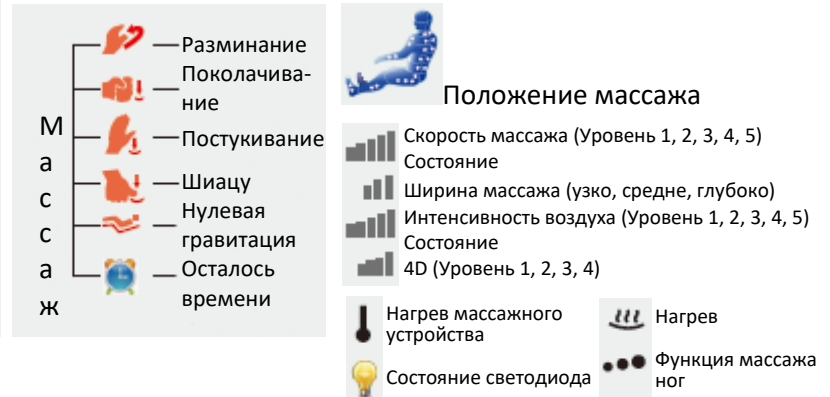 Массаж
Разминание
Поколачива-
ние
Постукивание
Шиацу
Нулевая
гравитация
Осталось
времени
Положение массажа
Скорость массажа (Уровень 1, 2, 3, 4, 5)
Состояние
Ширина массажа (узко, средне, глубоко)
Интенсивность воздуха (Уровень 1, 2, 3, 4, 5)
Состояние
4D (Уровень 1, 2, 3, 4)
Нагрев массажного
устройства
Нагрев
Состояние светодиода
Функция массажа
ног